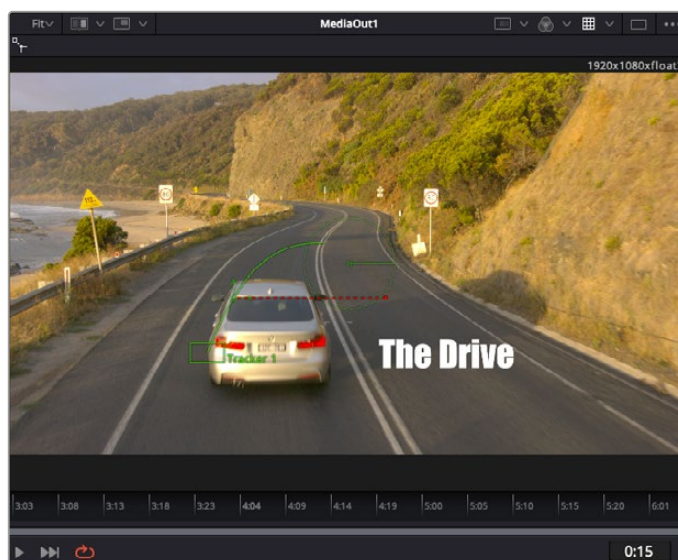 Fit MediaOut1
1920x1080xfloat
Tracker 1
The Drive
3:03 3:08 3:13 3:18 3:23 4:04 4:09 4:14 4:19 5:00 5:05 5:10 5:15 5:20 6:01
0:15